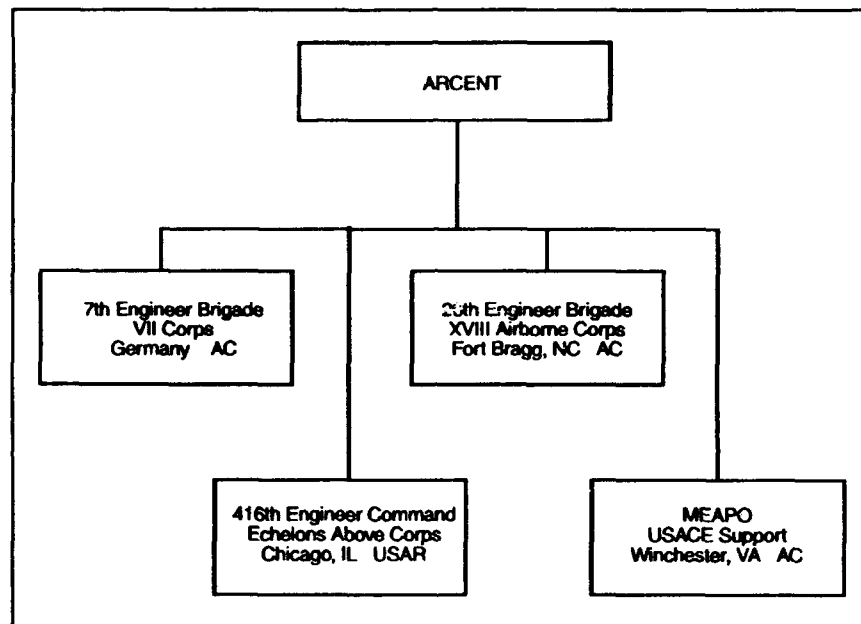 ARCENT
7th Engineer Brigade
VII Corps
Germany AC
20th Engineer Brigade
XVIII Airborne Corps
Fort Bragg, NC AC
416th Engineer Command
Echelons Above Corps
Chicago, IL USAR
MEAPO
USACE Support
Winchester, VA AC